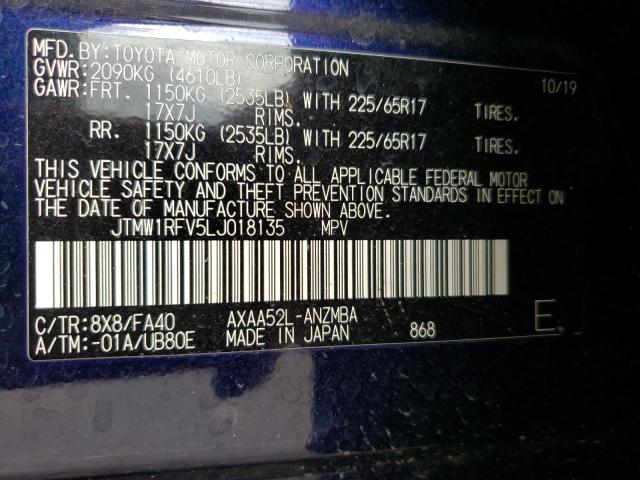 MFD. BY:TOYOTA MOTOR CORPORATION 10/19
GVWR:2090KG (4610LB)
GAWR:FRT. 1150KG (2535LB) WITH 225/65R17 TIRES.
17X7J RIMS.
RR. 1150KG (2535LB) WITH 225/65R17 TIRES.
17X7J RIMS.
THIS VEHICLE CONFORMS TO ALL APPLICABLE FEDERAL MOTOR
VEHICLE SAFETY AND THEFT PREVENTION STANDARDS IN EFFECT ON
THE DATE OF MANUFACTURE SHOWN ABOVE.
JTMW1RFV5LJ018135 MPV
C/TR:8X8/FA40 AXAA52L-ANZMBA E
A/TM:-01A/UB80E MADE IN JAPAN 868